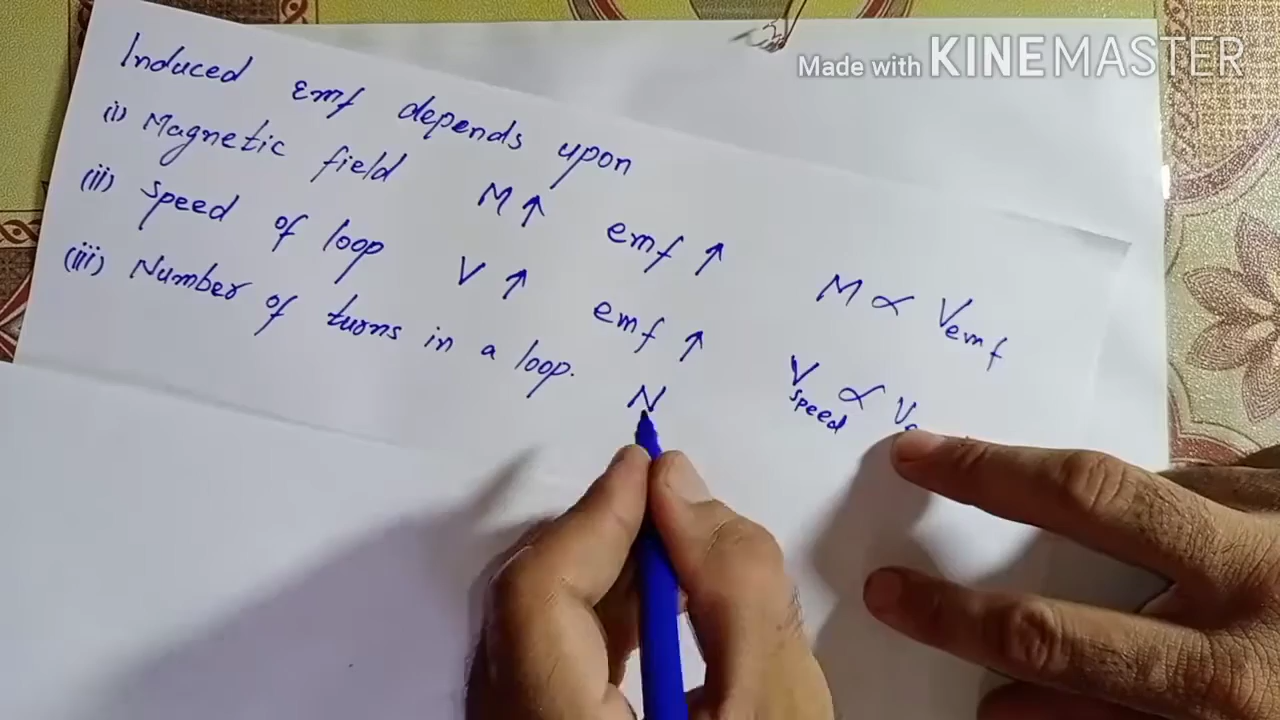 Made with KINEMASTER
Induced emf depends upon
(i) Magnetic field M↑ emf ↑ M ∝ Vemf
(ii) Speed of loop V ↑ emf ↑ V speed ∝ V
(iii) Number of turns in a loop. N